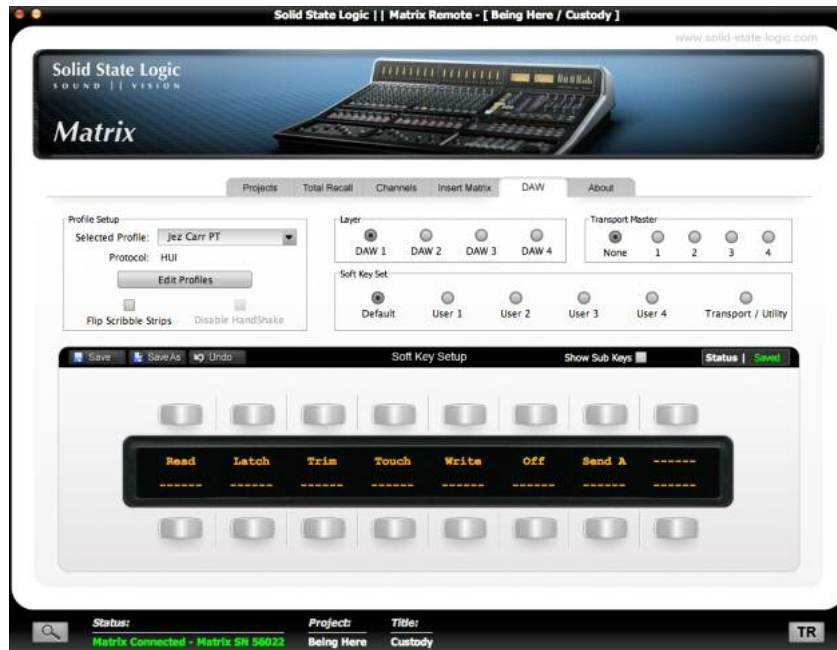 Solid State Logic || Matrix Remote - [ Being Here / Custody ]
www.solid-state-logic.com
Solid State Logic
SOUND || VISION
Matrix
Projects Total Recall Channels Insert Matrix DAW About
Profile Setup
Selected Profile: Jez Carr PT
Protocol: HUI
Edit Profiles
Flip Scribble Strips Disable HandShake
Layer
DAW 1 DAW 2 DAW 3 DAW 4
Transport Master
None 1 2 3 4
Soft Key Set
Default User 1 User 2 User 3 User 4 Transport / Utility
Save Save As Undo Soft Key Setup Show Sub Keys Status | Saved
Read Latch Trim Touch Write Off Send A ------
------ ------ ------ ------ ------ ------ ------ ------
Status: Project: Title:
Matrix Connected - Matrix SN 56022 Being Here Custody
TR